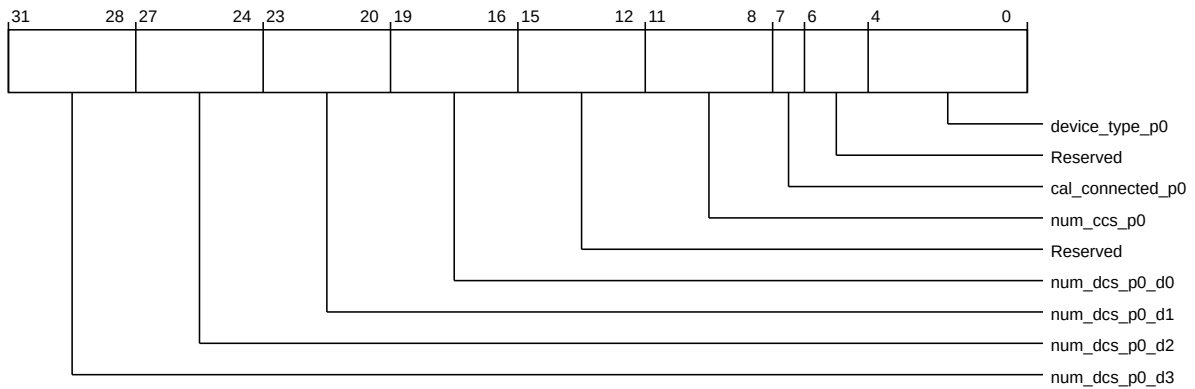 31 28 27 24 23 20 19 16 15 12 11 8 7 6 4 0
device_type_p0
Reserved
cal_connected_p0
num_ccs_p0
Reserved
num_dcs_p0_d0
num_dcs_p0_d1
num_dcs_p0_d2
num_dcs_p0_d3